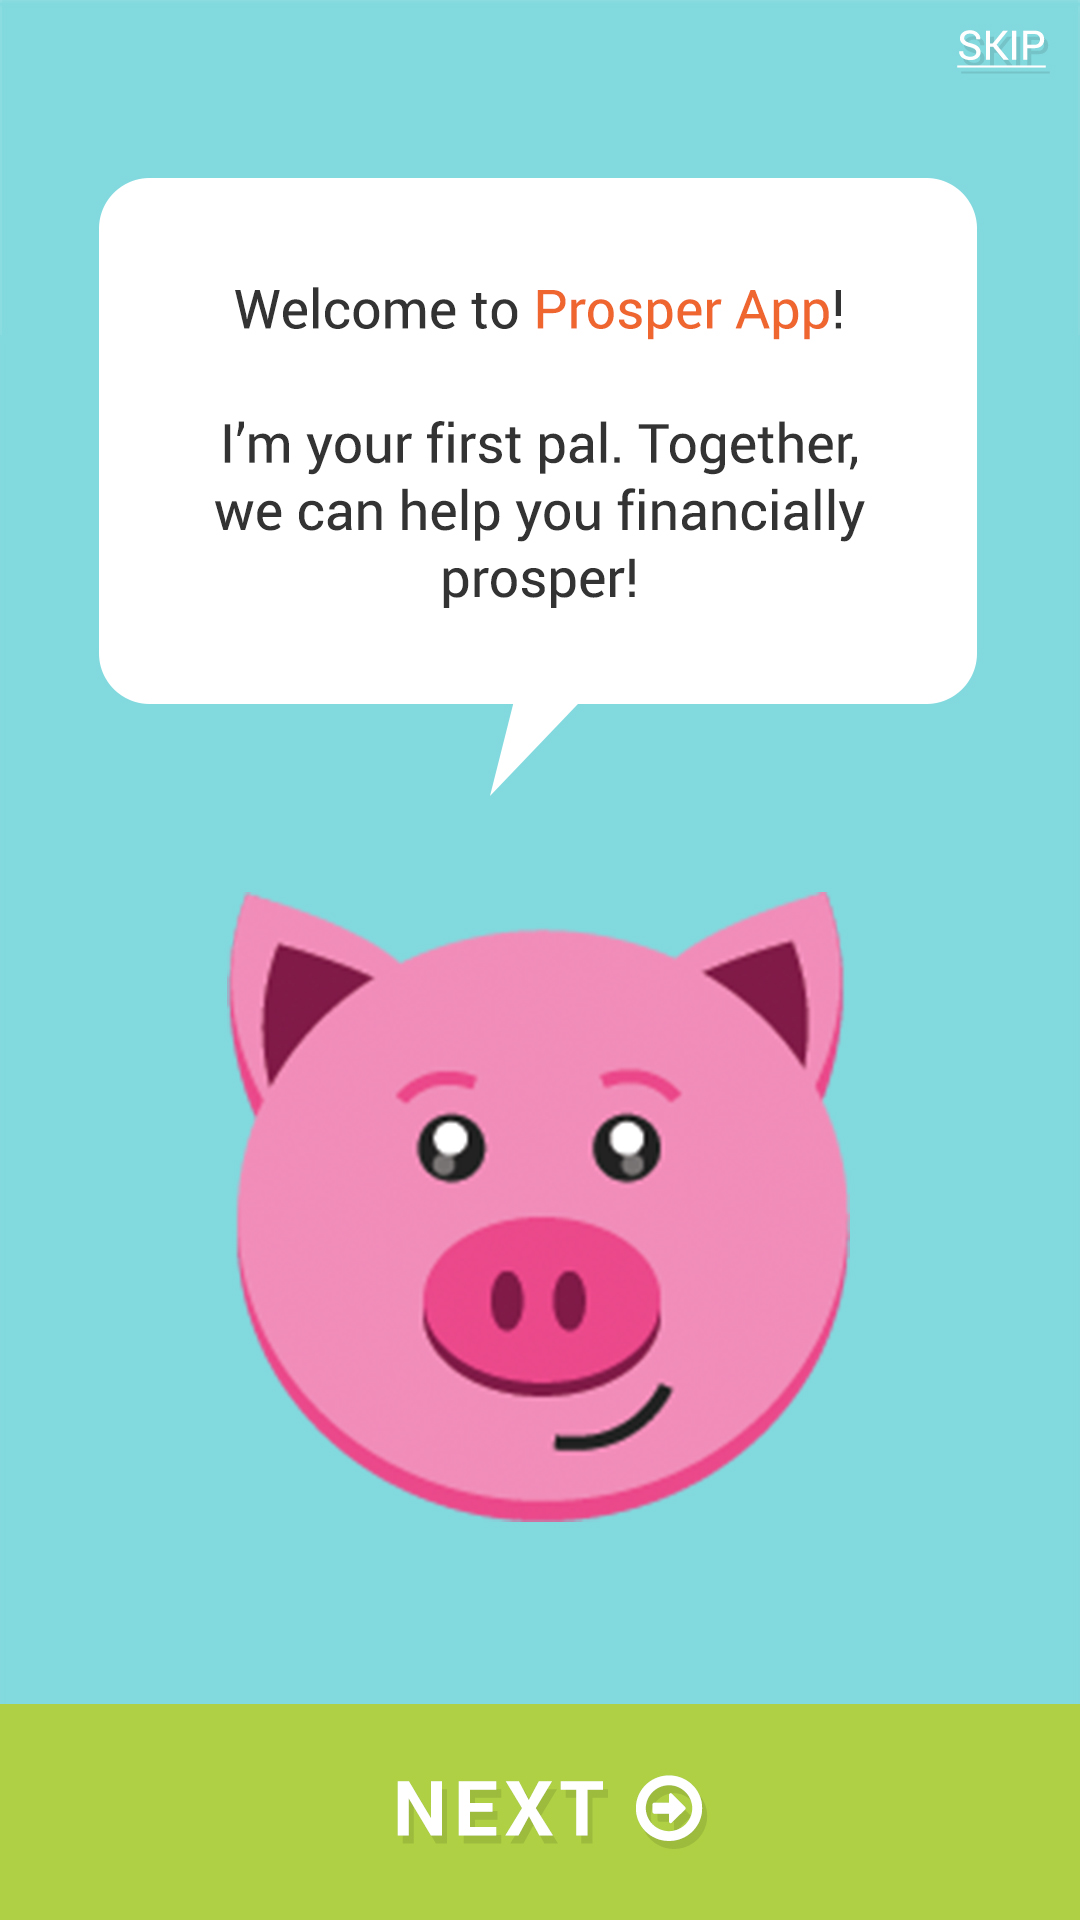 SKIP
Welcome to Prosper App!
I’m your first pal. Together,
we can help you financially
prosper!
NEXT